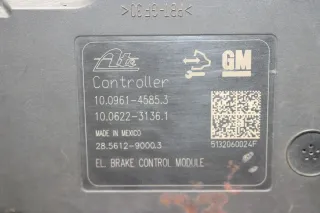 Ate
GM
Controller
10.0961-4585.3
10.0622-3136.1
MADE IN MEXICO
28.5612-9000.3
5132060024F
EL. BRAKE CONTROL MODULE